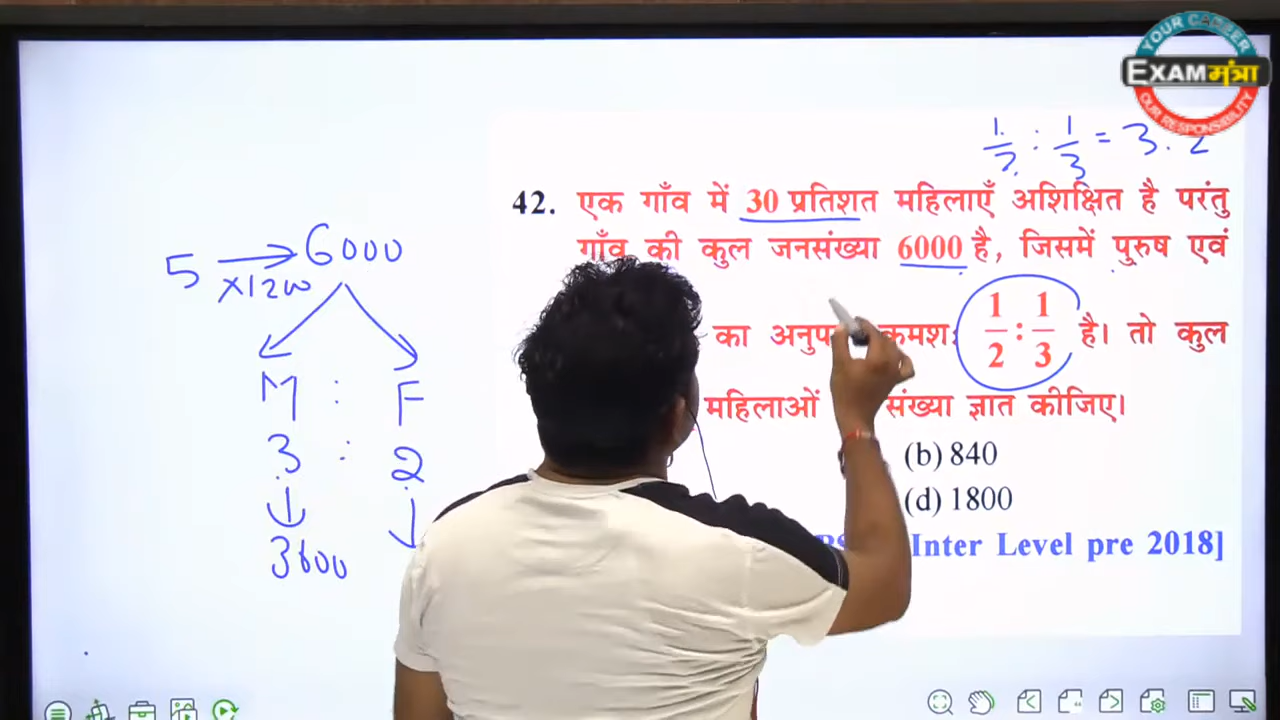 YOUR CAREER
EXAMमंत्रा
OUR RESPONSIBILITY
1/2 : 1/3 = 3. 2
42. एक गाँव में 30 प्रतिशत महिलाएँ अशिक्षित है परंतु
गाँव की कुल जनसंख्या 6000 है, जिसमें पुरुष एवं
का क्रमश: 1/2 : 1/3 है। तो कुल
महिलाओं संख्या ज्ञात कीजिए।
(b) 840
(d) 1800
Inter Level pre 2018]
5 → 6000
×1200
M : F
3 : 2
3600